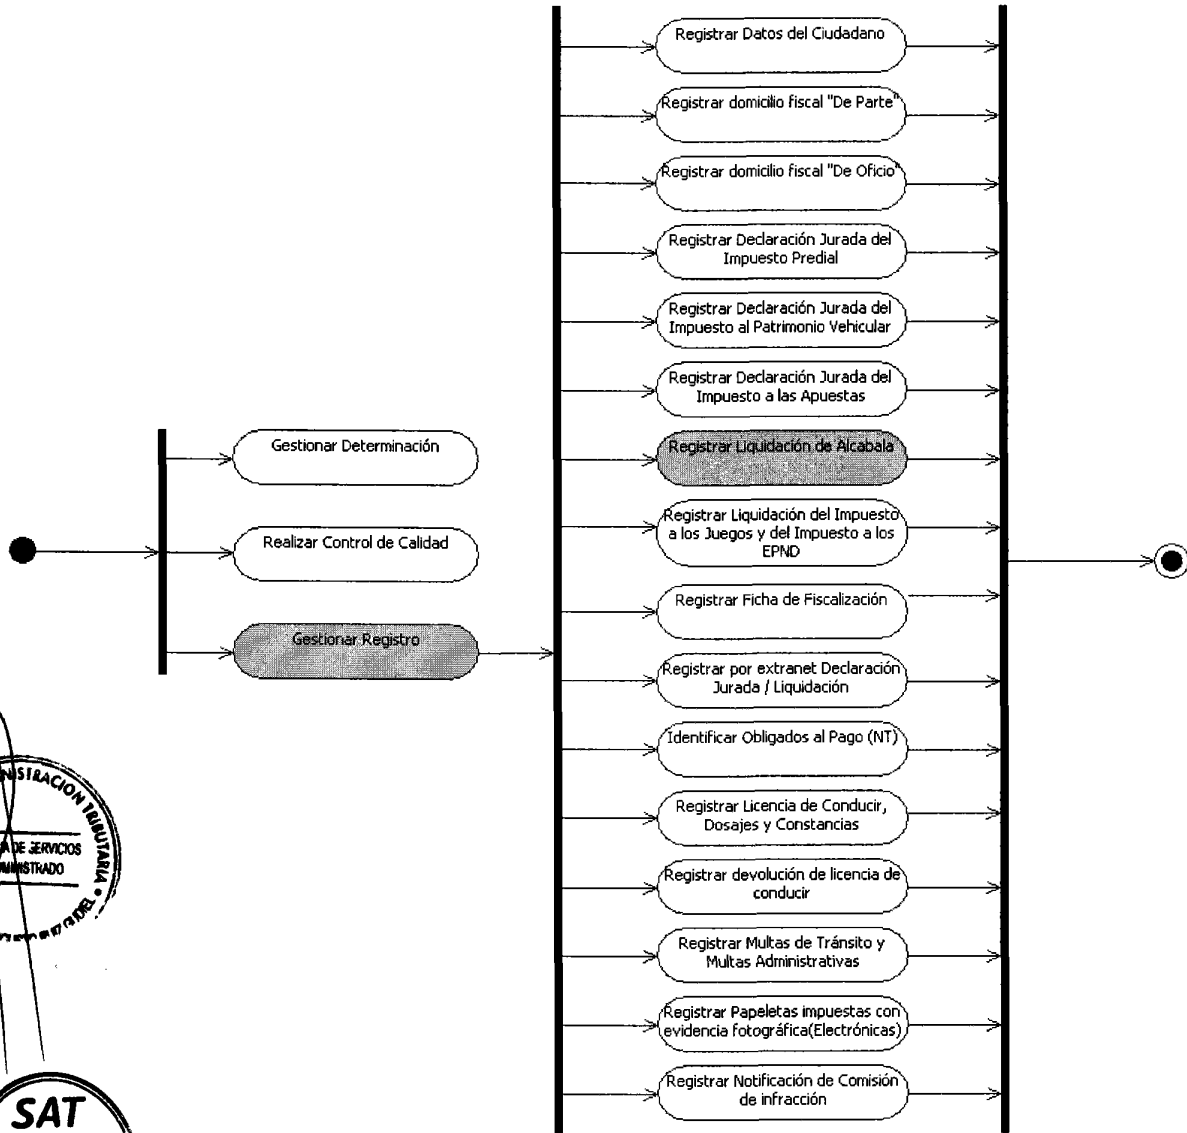 Registrar Datos del Ciudadano
Registrar domicilio fiscal "De Parte"
Registrar domicilio fiscal "De Oficio"
Registrar Declaración Jurada del
Impuesto Predial
Registrar Declaración Jurada del
Impuesto al Patrimonio Vehicular
Registrar Declaración Jurada del
Impuesto a las Apuestas
Gestionar Determinación
Registrar Liquidación de Alcabala
Registrar Liquidación del Impuesto
a los Juegos y del Impuesto a los
EPND
Realizar Control de Calidad
Registrar Ficha de Fiscalización
Gestionar Registro
Registrar por extranet Declaración
Jurada / Liquidación
Identificar Obligados al Pago (NT)
Registrar Licencia de Conducir,
Dosajes y Constancias
Registrar devolución de licencia de
conducir
Registrar Multas de Tránsito y
Multas Administrativas
Registrar Papeletas impuestas con
evidencia fotográfica(Electrónicas)
Registrar Notificación de Comisión
de infracción
TRIBUTARIA
DE SERVICIOS
SAT